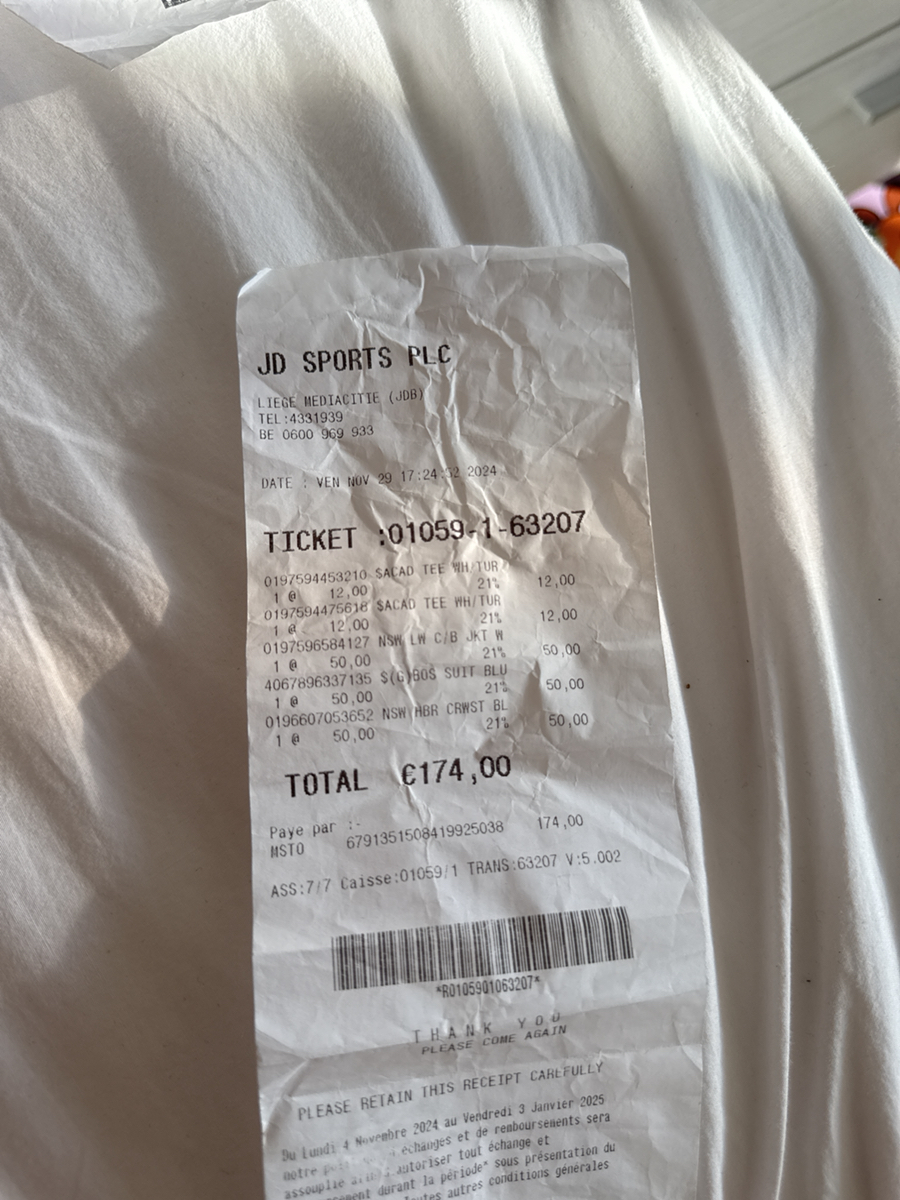 JD SPORTS PLC
LIEGE MEDIACITIE (JDB)
TEL:4331939
BE 0600 969 933
DATE : VEN NOV 29 17:24:52 2024
TICKET :01059-1-63207
0197594453210 $ACAD TEE WH/TUR
1 @ 12,00 21% 12,00
0197594475618 $ACAD TEE WH/TUR
1 @ 12,00 21% 12,00
0197596584127 NSW LW C/B JKT W
1 @ 50,00 21% 50,00
4067896337135 $(G)BOS SUIT BLU
1 @ 50,00 21% 50,00
0196607053652 NSW HBR CRWST BL
1 @ 50,00 21% 50,00
TOTAL €174,00
Paye par :-
MSTO 6791351508419925038 174,00
ASS:7/7 Caisse:01059/1 TRANS:63207 V:5.002
*R0105901063207*
THANK YOU
PLEASE COME AGAIN
PLEASE RETAIN THIS RECEIPT CAREFULLY
Du Lundi 4 Novembre 2024 au Vendredi 3 Janvier 2025
notre échanges et de remboursements sera
assouplie autoriser tout échange et
durant la période* sous présentation du
autres conditions générales